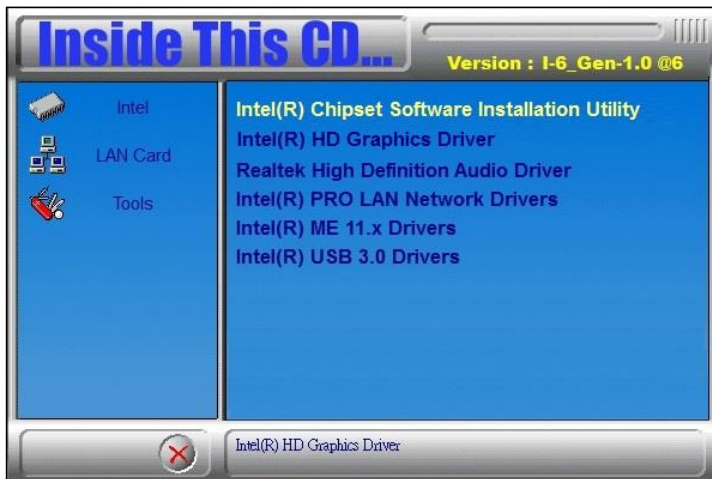 Inside This CD...
Version : I-6_Gen-1.0 @6
Intel
LAN Card
Tools
Intel(R) Chipset Software Installation Utility
Intel(R) HD Graphics Driver
Realtek High Definition Audio Driver
Intel(R) PRO LAN Network Drivers
Intel(R) ME 11.x Drivers
Intel(R) USB 3.0 Drivers
Intel(R) HD Graphics Driver